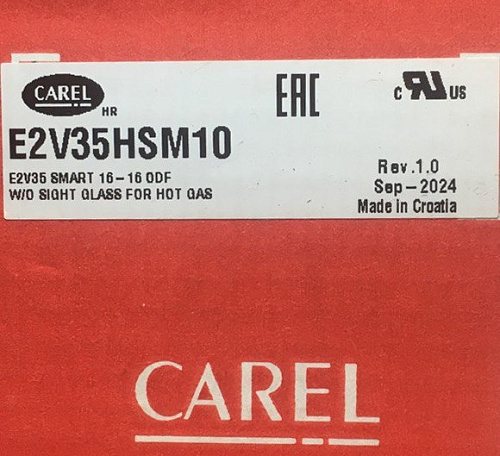 CAREL
HR
EAC
c RU US
E2V35HSM10
E2V35 SMART 16-16 ODF
W/O SIGHT GLASS FOR HOT GAS
Rev.1.0
Sep-2024
Made in Croatia
CAREL